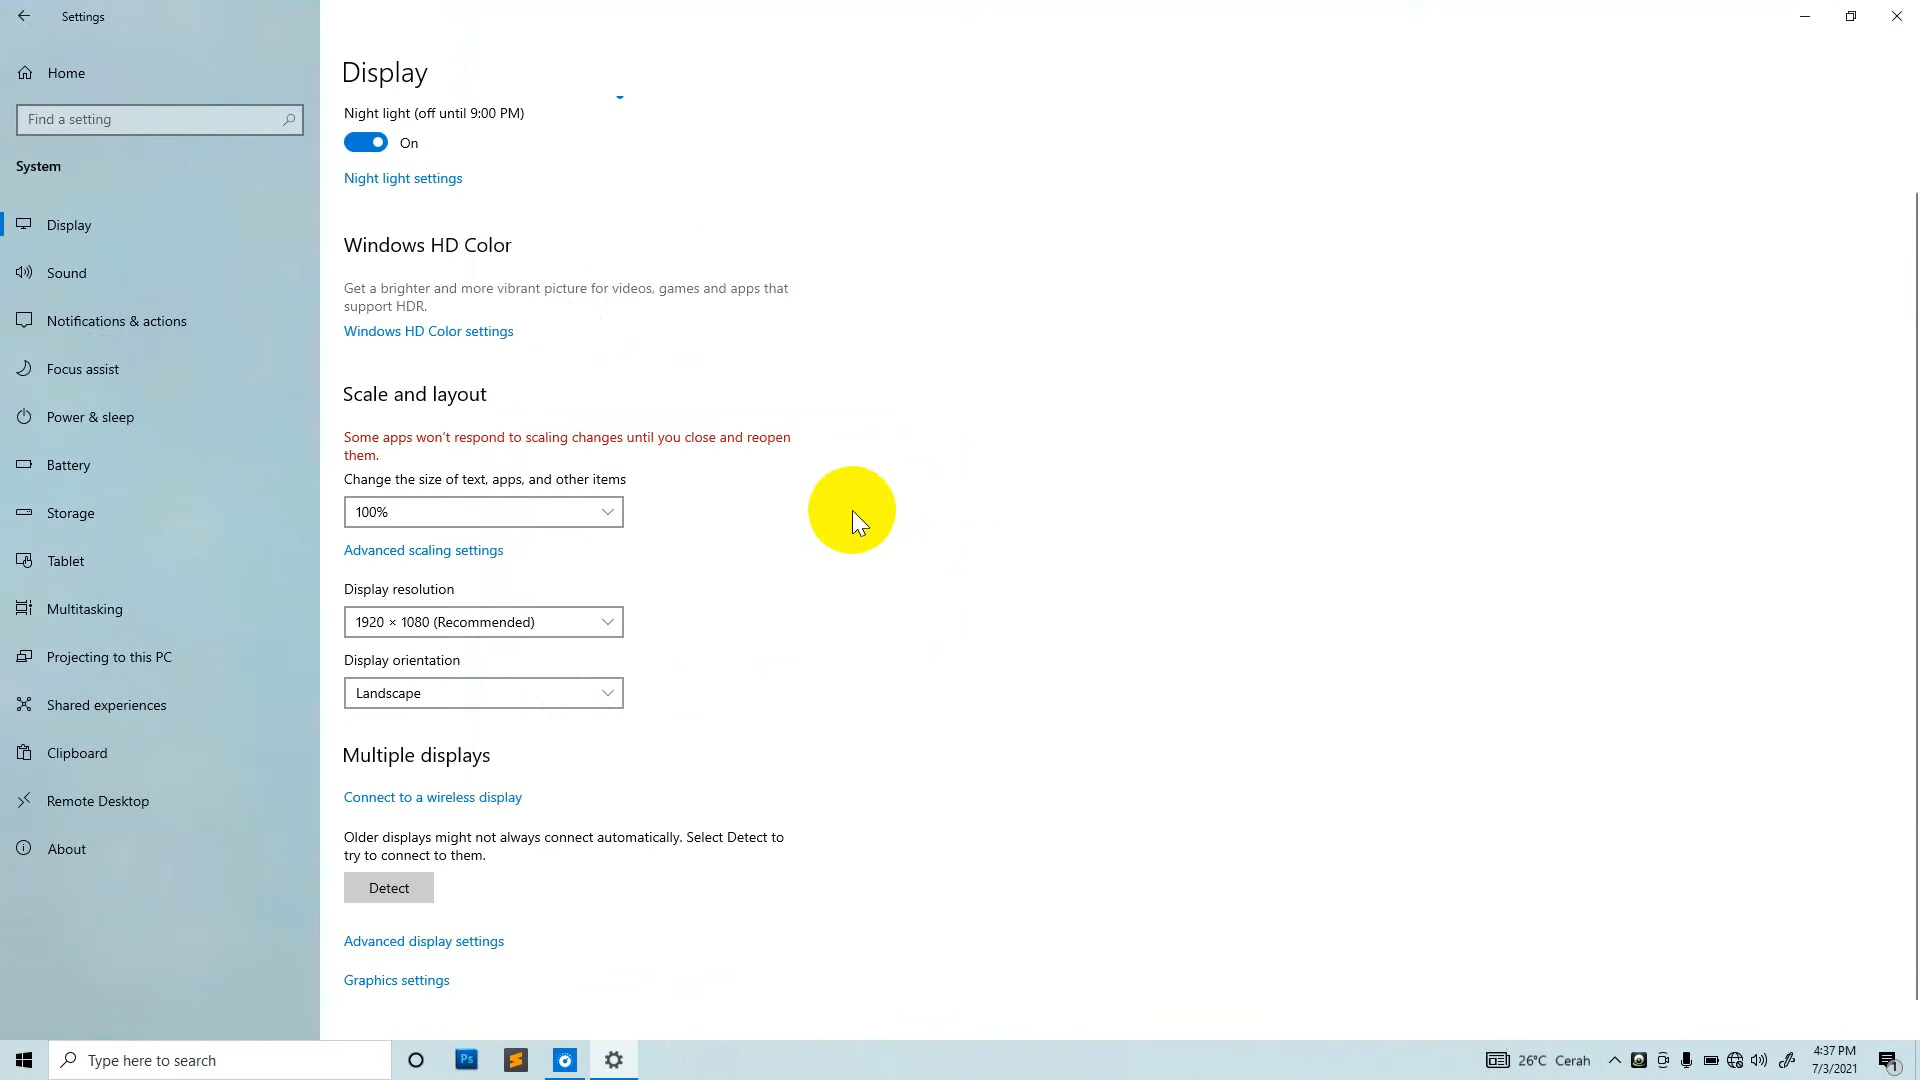 Settings
Home
Find a setting
System
Display
Sound
Notifications & actions
Focus assist
Power & sleep
Battery
Storage
Tablet
Multitasking
Projecting to this PC
Shared experiences
Clipboard
Remote Desktop
About
Display
Night light (off until 9:00 PM)
On
Night light settings
Windows HD Color
Get a brighter and more vibrant picture for videos, games and apps that
support HDR.
Windows HD Color settings
Scale and layout
Some apps won't respond to scaling changes until you close and reopen
them.
Change the size of text, apps, and other items
100%
Advanced scaling settings
Display resolution
1920 × 1080 (Recommended)
Display orientation
Landscape
Multiple displays
Connect to a wireless display
Older displays might not always connect automatically. Select Detect to
try to connect to them.
Detect
Advanced display settings
Graphics settings
Type here to search
Ps
26°C Cerah
4:37 PM
7/3/2021
1